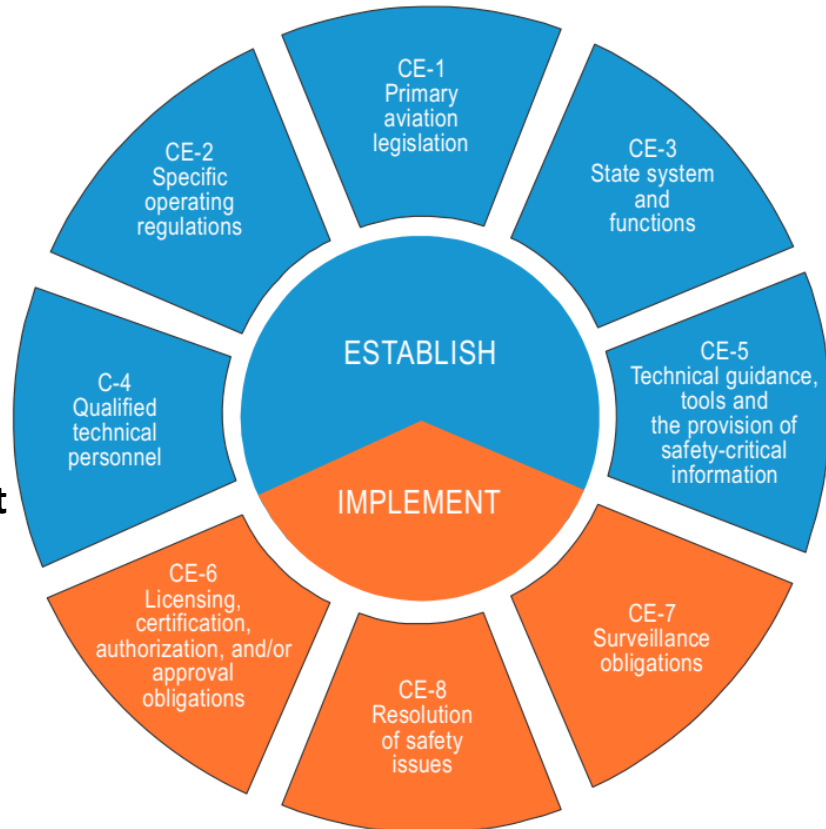 CE-1
Primary
aviation
legislation
CE-2
Specific
operating
regulations
CE-3
State system
and
functions
C-4
Qualified
technical
personnel
ESTABLISH
CE-5
Technical guidance,
tools and
the provision of
safety-critical
information
t
IMPLEMENT
CE-6
Licensing,
certification,
authorization, and/or
approval
obligations
CE-8
Resolution
of safety
issues
CE-7
Surveillance
obligations